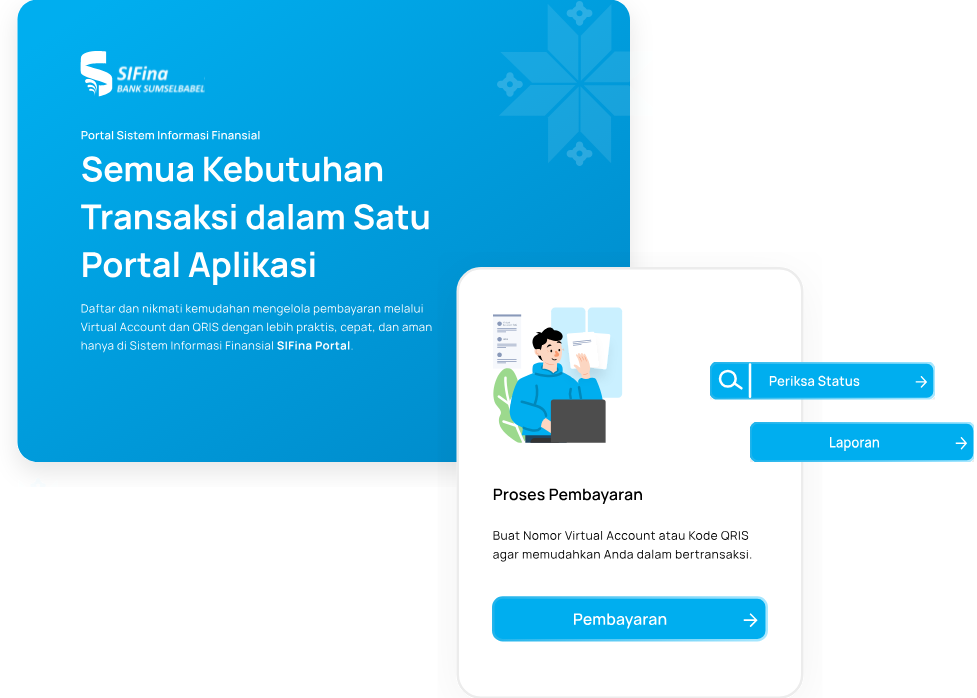 SIFina
BANK SUMSELBABEL
Portal Sistem Informasi Finansial
Semua Kebutuhan
Transaksi dalam Satu
Portal Aplikasi
Daftar dan nikmati kemudahan mengelola pembayaran melalui
Virtual Account dan QRIS dengan lebih praktis, cepat, dan aman
hanya di Sistem Informasi Finansial SIFina Portal.
Periksa Status
Laporan
Proses Pembayaran
Buat Nomor Virtual Account atau Kode QRIS
agar memudahkan Anda dalam bertransaksi.
Pembayaran